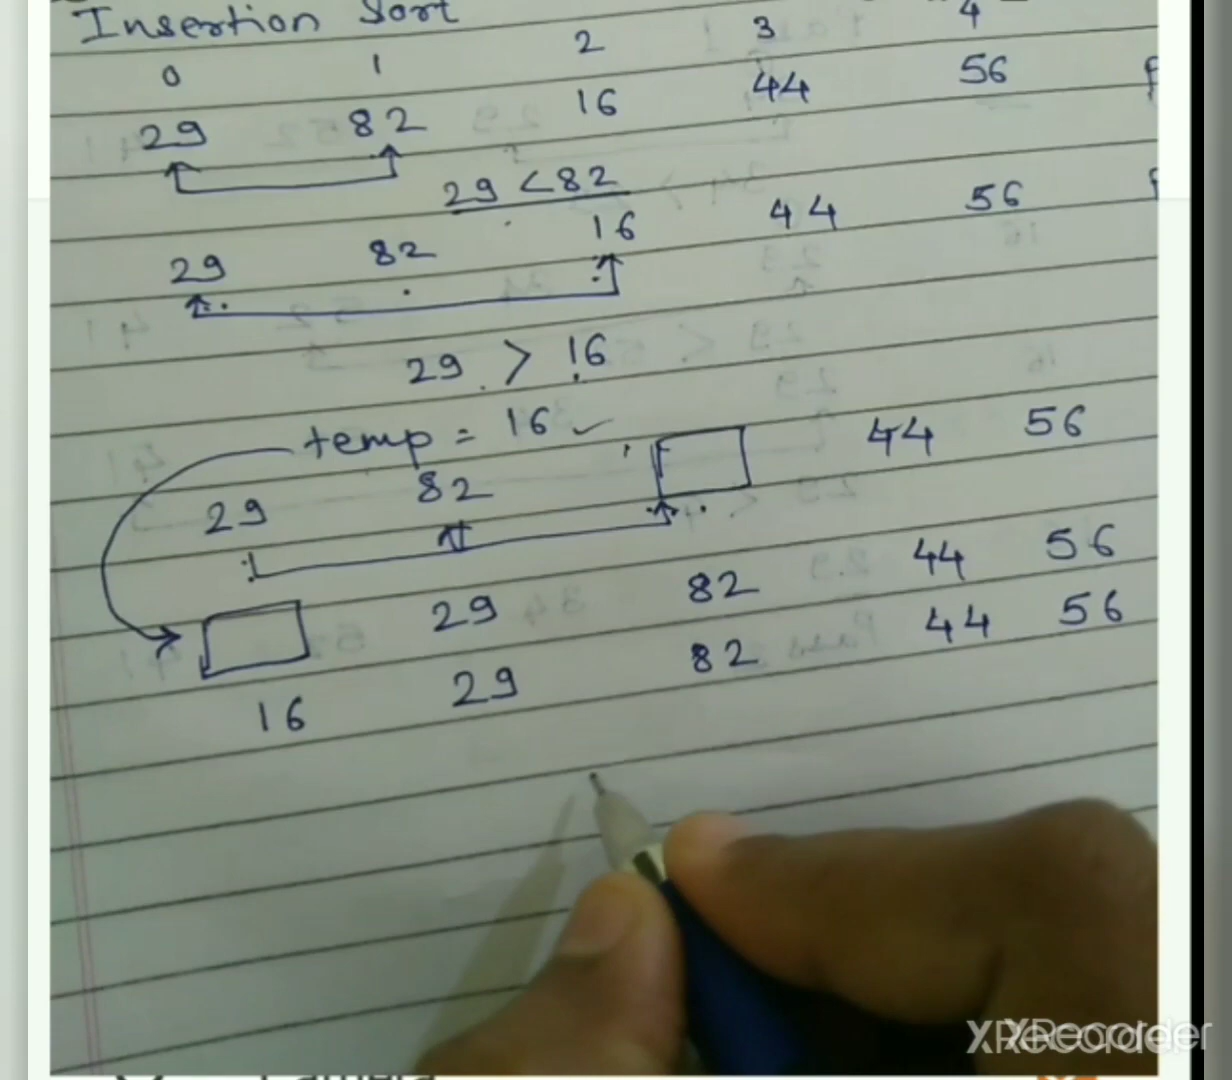 Insertion Sort
0 1 2 3 4
29 82 16 44 56
29 < 82
29 82 16 44 56
29 > 16
temp = 16
29 82 44 56
29 82 44 56
16 29 82 44 56
XRecorder